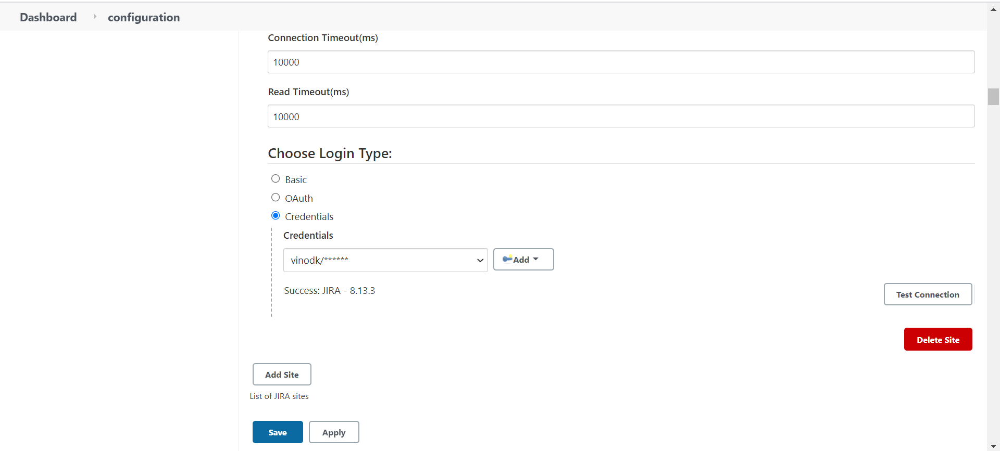 Dashboard configuration
Connection Timeout(ms)
10000
Read Timeout(ms)
10000
Choose Login Type:
Basic
OAuth
Credentials
Credentials
vinodk/******
Add
Success: JIRA - 8.13.3
Test Connection
Delete Site
Add Site
List of JIRA sites
Save Apply